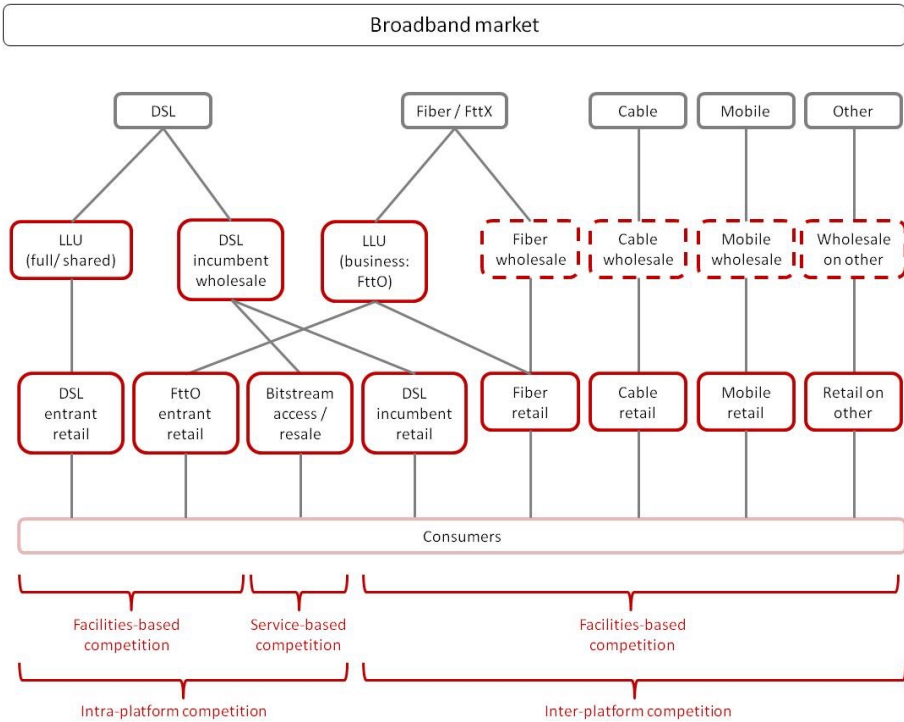 Broadband market
DSL
Fiber / FttX
Cable
Mobile
Other
LLU
(full/ shared)
DSL
incumbent
wholesale
LLU
(business:
FttO)
Fiber
wholesale
Cable
wholesale
Mobile
wholesale
Wholesale
on other
DSL
entrant
retail
FttO
entrant
retail
Bitstream
access /
resale
DSL
incumbent
retail
Fiber
retail
Cable
retail
Mobile
retail
Retail on
other
Consumers
Facilities-based
competition
Service-based
competition
Facilities-based
competition
Intra-platform competition
Inter-platform competition